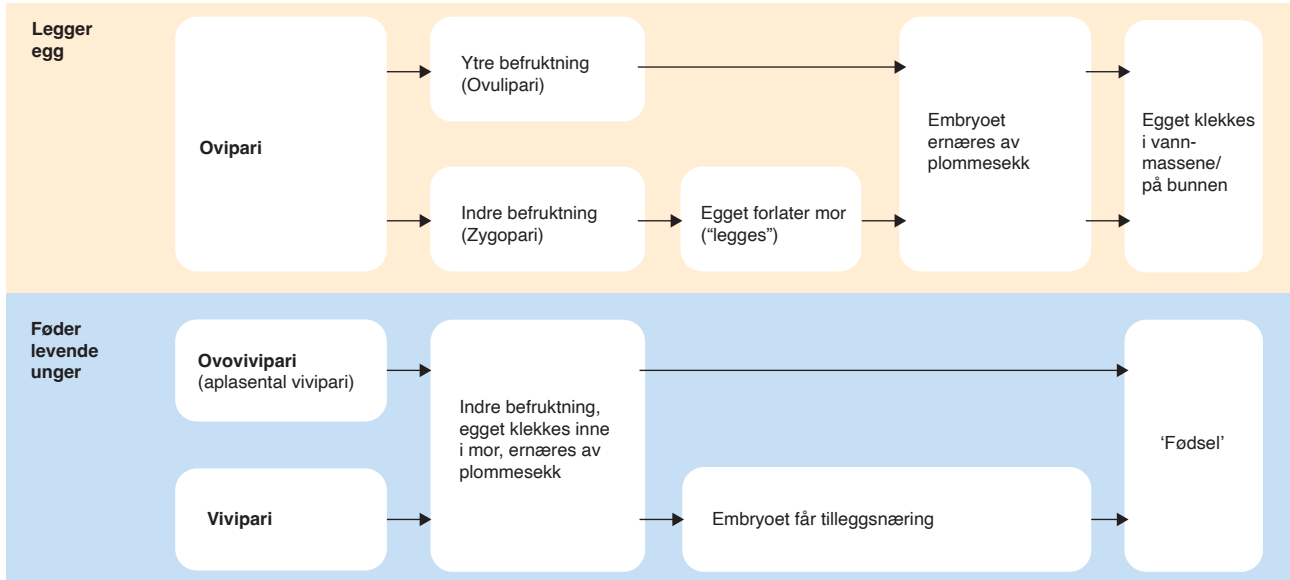 Legger
egg
Ovipari
Ytre befruktning
(Ovulipari)
Indre befruktning
(Zygopari)
Egget forlater mor
(“legges”)
Embryoet
ernæres av
plommesekk
Egget klekkes
i vann-
massene/
på bunnen
Føder
levende
unger
Ovovivipari
(aplasental vivipari)
Vivipari
Indre befruktning,
egget klekkes inne
i mor, ernæres av
plommesekk
Embryoet får tilleggsnæring
‘Fødsel’